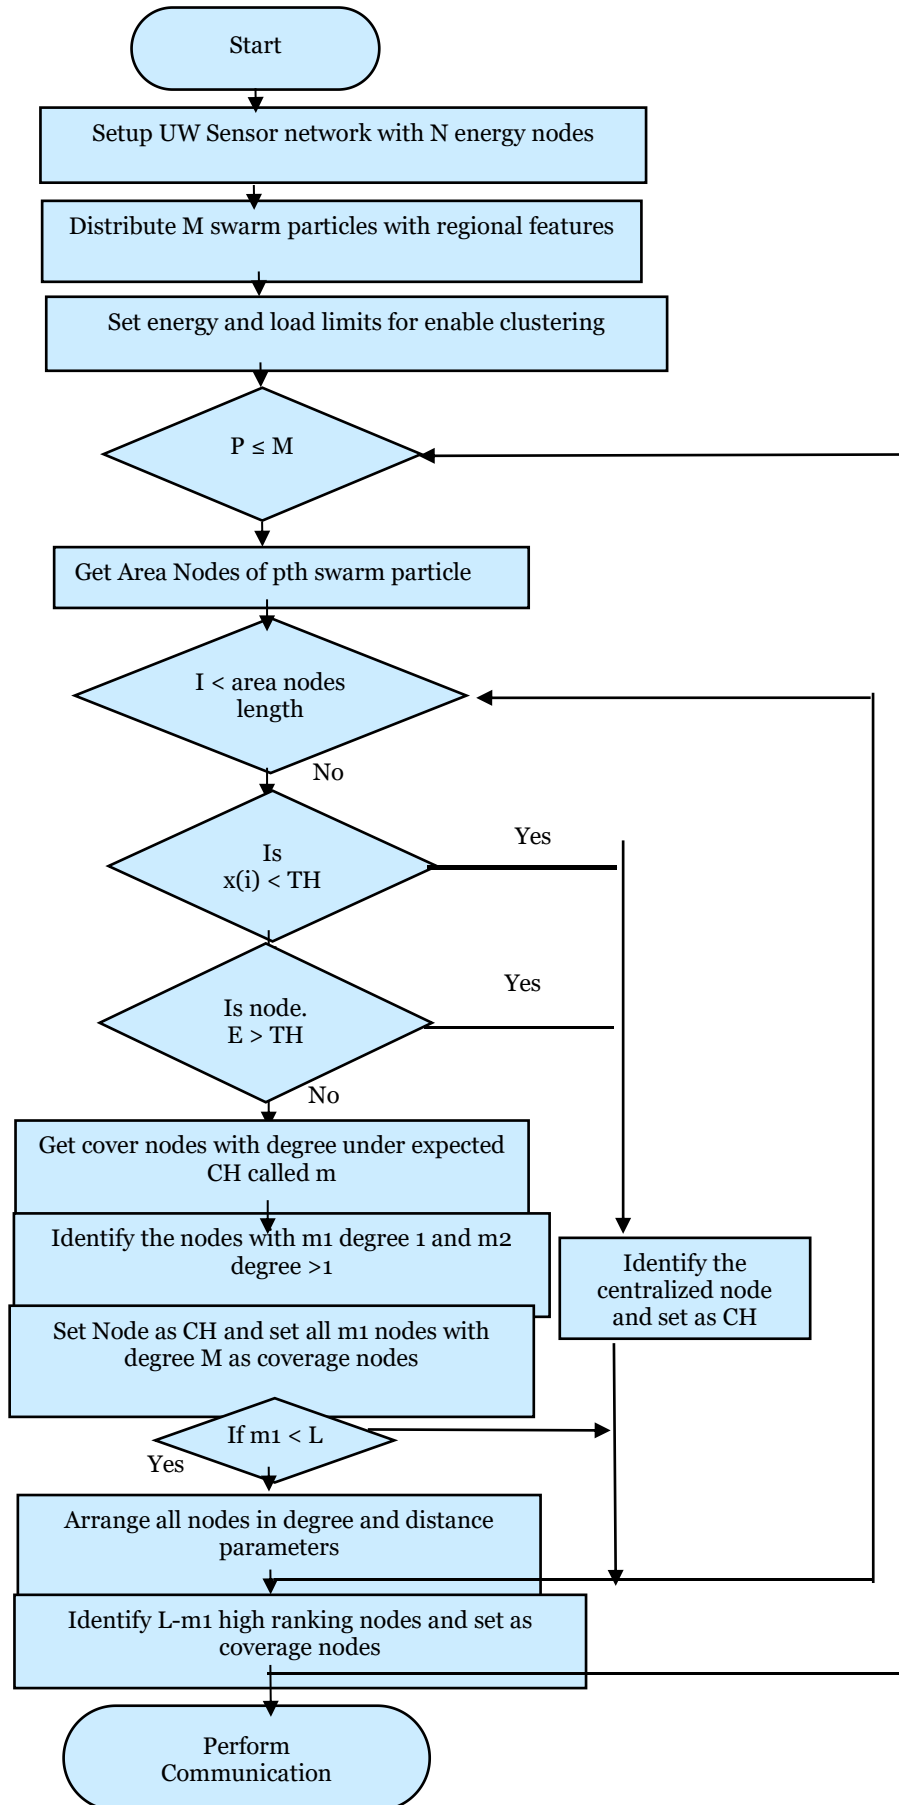 Start
Setup UW Sensor network with N energy nodes
Distribute M swarm particles with regional features
Set energy and load limits for enable clustering
P ≤ M
Get Area Nodes of pth swarm particle
I < area nodes
length
No
Is
x(i) < TH
Yes
Is node.
E > TH
Yes
No
Get cover nodes with degree under expected
CH called m
Identify the nodes with m1 degree 1 and m2
degree >1
Identify the
centralized node
and set as CH
Set Node as CH and set all m1 nodes with
degree M as coverage nodes
If m1 < L
Yes
Arrange all nodes in degree and distance
parameters
Identify L-m1 high ranking nodes and set as
coverage nodes
Perform
Communication